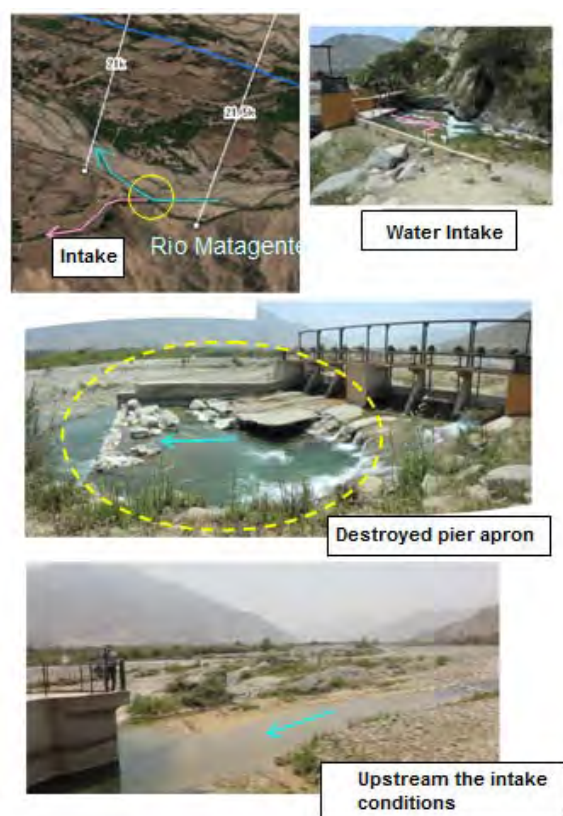 21k
21.5k
Intake
Rio Matagente
Water Intake
Destroyed pier apron
Upstream the intake
conditions